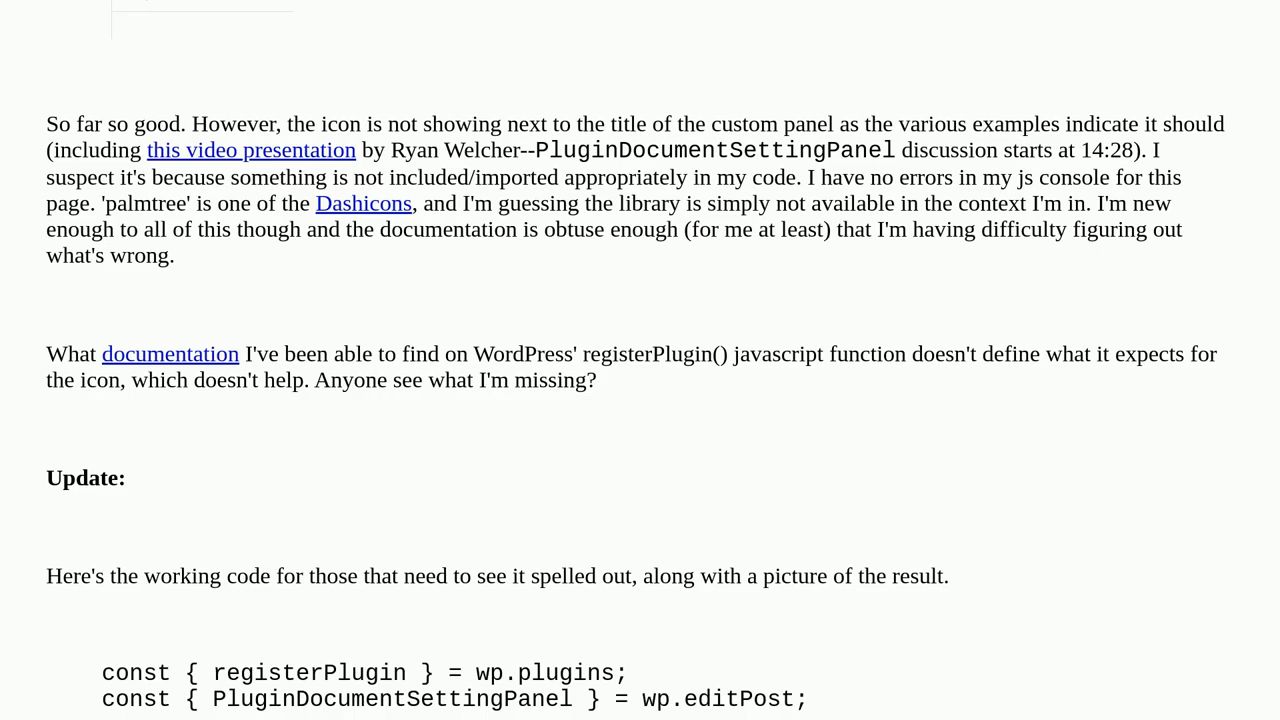 So far so good. However, the icon is not showing next to the title of the custom panel as the various examples indicate it should
(including this video presentation by Ryan Welcher--PluginDocumentSettingPanel discussion starts at 14:28). I
suspect it's because something is not included/imported appropriately in my code. I have no errors in my js console for this
page. 'palmtree' is one of the Dashicons, and I'm guessing the library is simply not available in the context I'm in. I'm new
enough to all of this though and the documentation is obtuse enough (for me at least) that I'm having difficulty figuring out
what's wrong.
What documentation I've been able to find on WordPress' registerPlugin() javascript function doesn't define what it expects for
the icon, which doesn't help. Anyone see what I'm missing?
Update:
Here's the working code for those that need to see it spelled out, along with a picture of the result.
const { registerPlugin } = wp.plugins;
const { PluginDocumentSettingPanel } = wp.editPost;